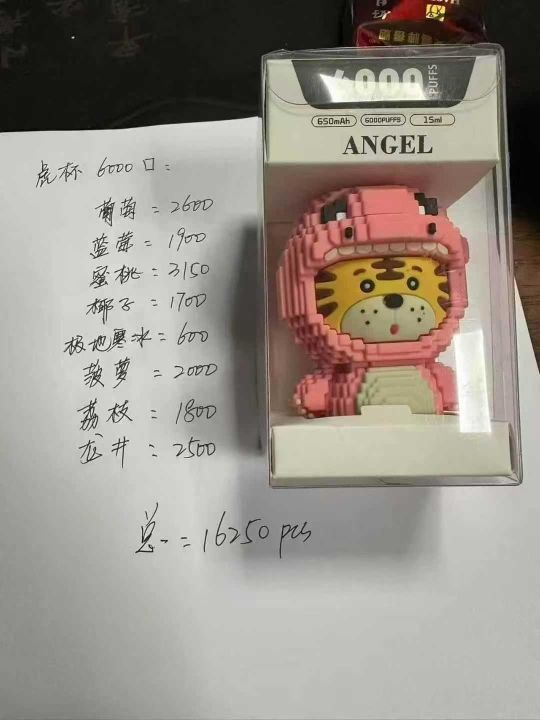 6000
PUFFS
650mAh 6000PUFFS 15ml
ANGEL
虎杯 6000口:
葡萄 = 2600
蓝莓 = 1900
蜜桃 = 3150
椰子 = 1700
极地寒冰 = 600
菠萝 = 2000
荔枝 = 1800
龙井 = 2500
总 = 16250 pcs